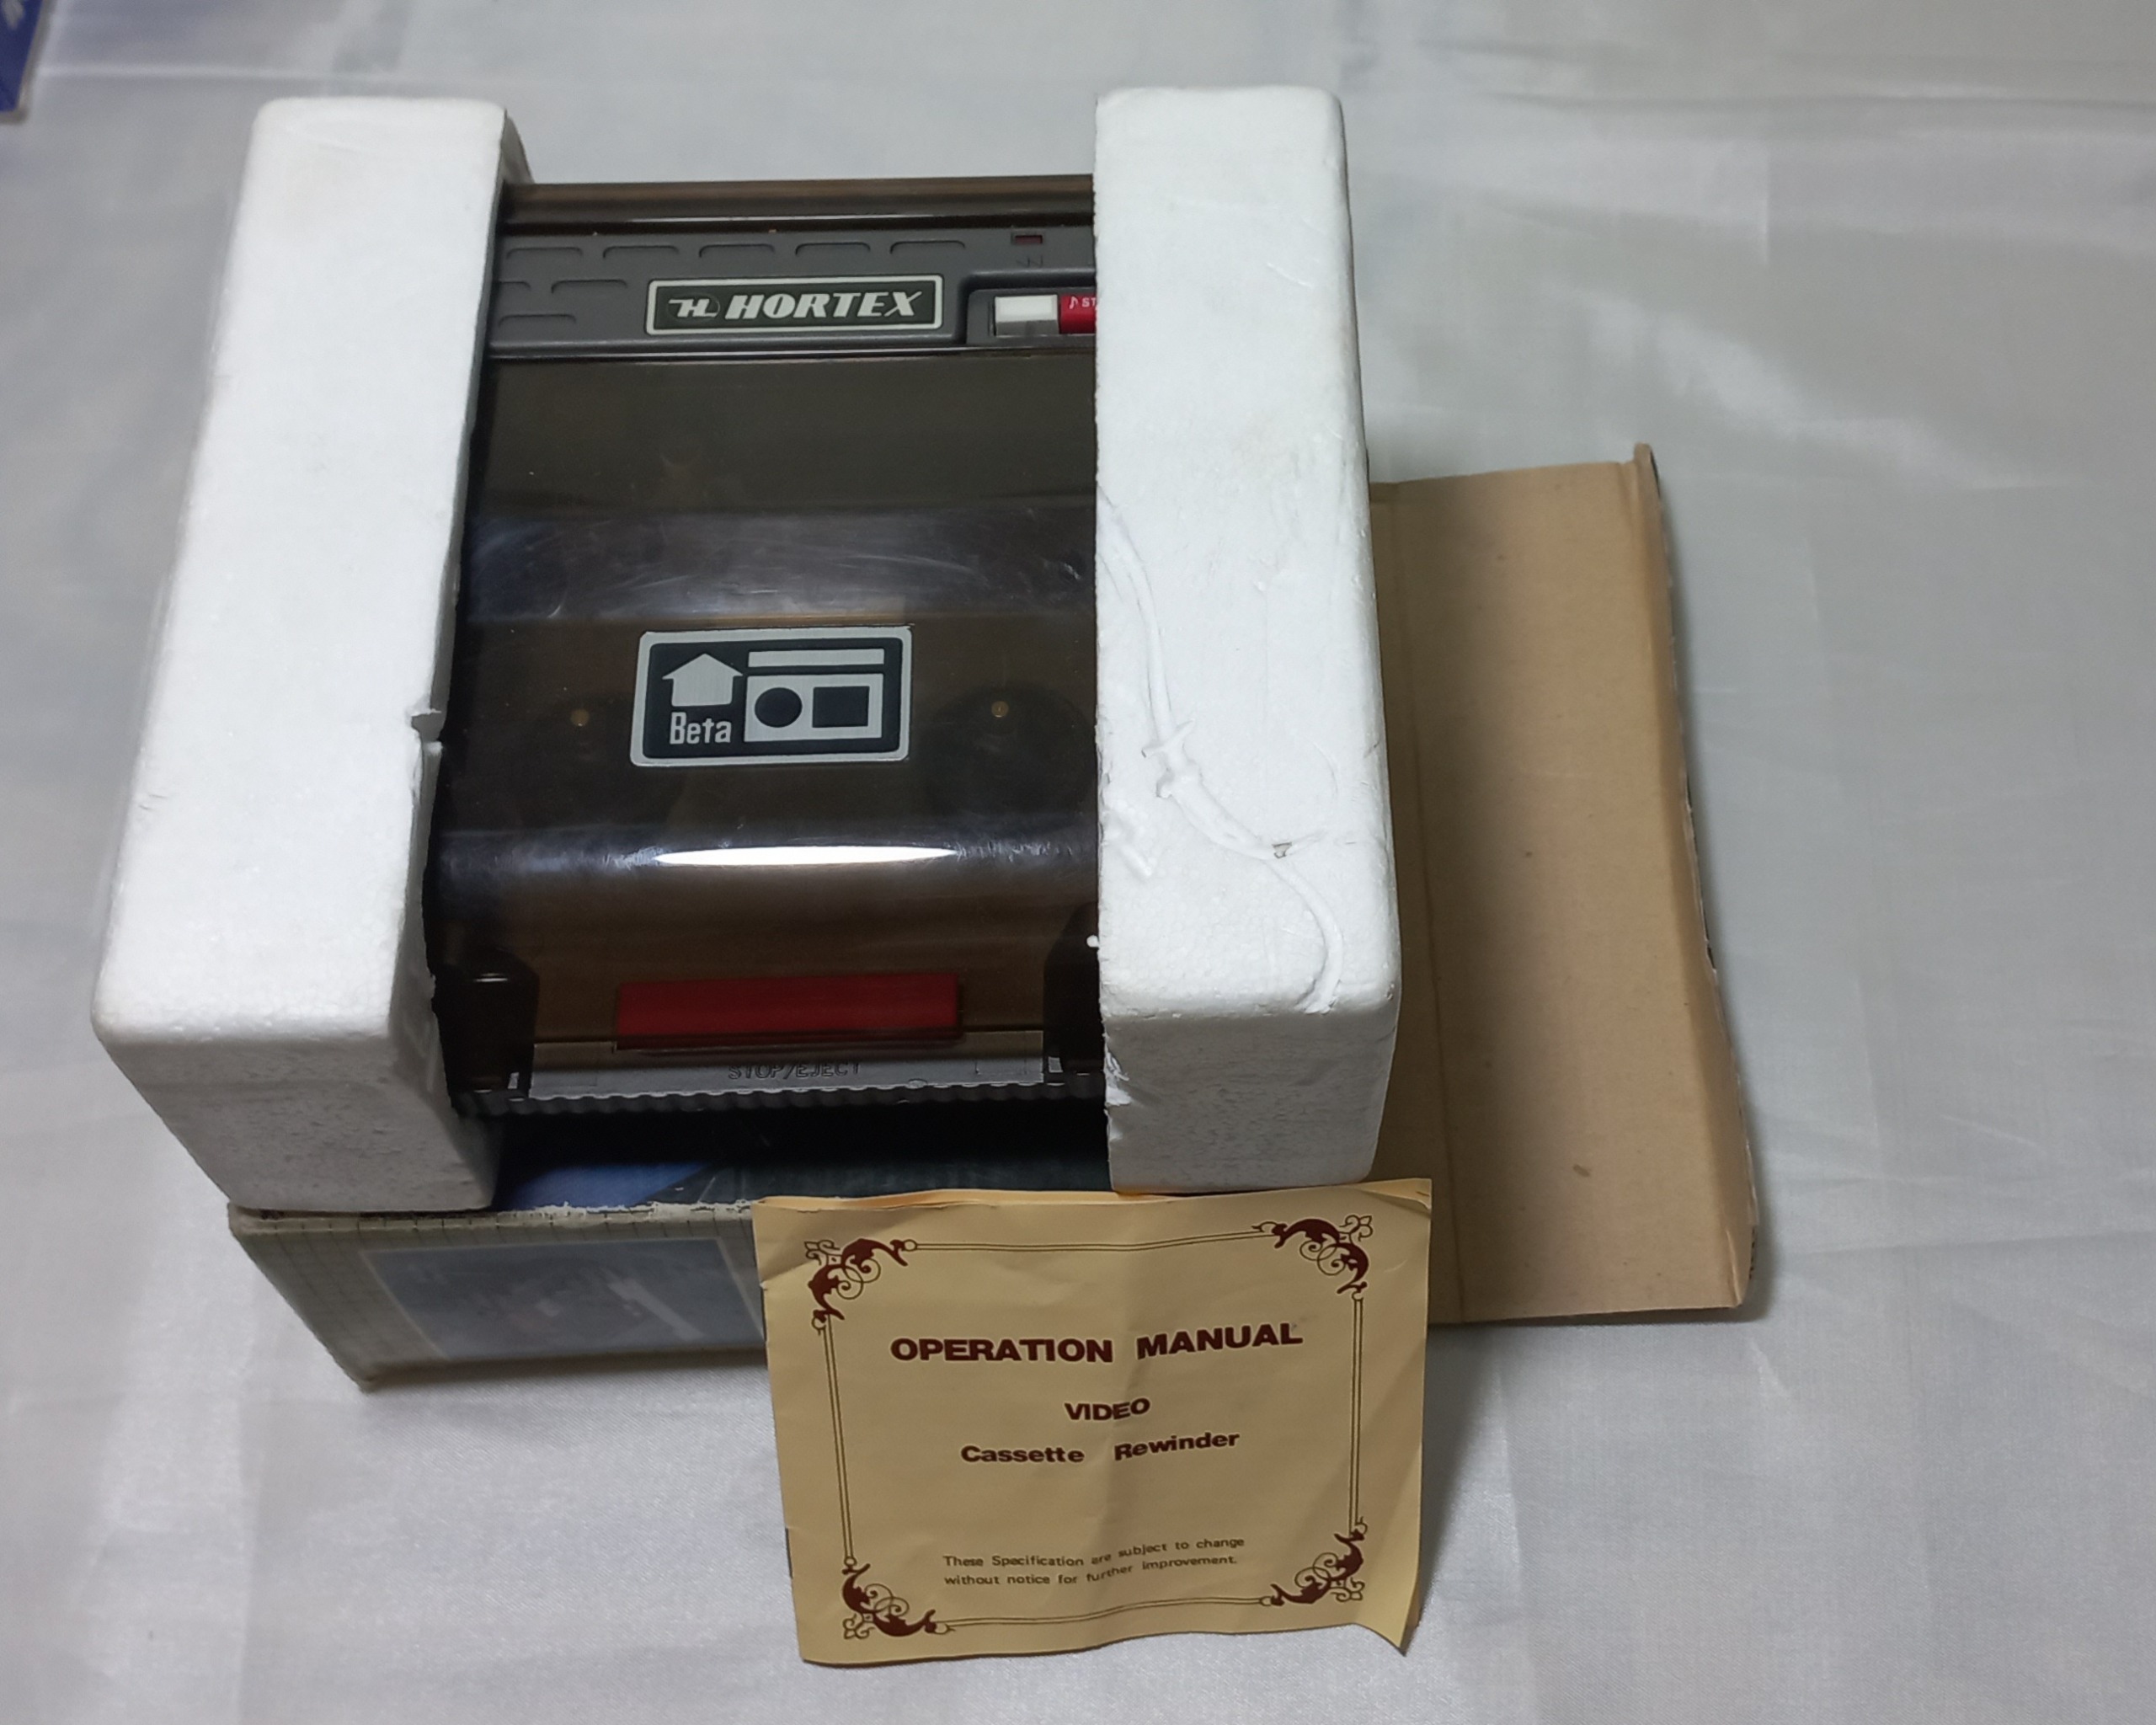 HORTEX
♪ ST
Beta
STOP/EJECT
OPERATION MANUAL
VIDEO
Cassette Rewinder
These Specification are subject to change
without notice for further improvement.